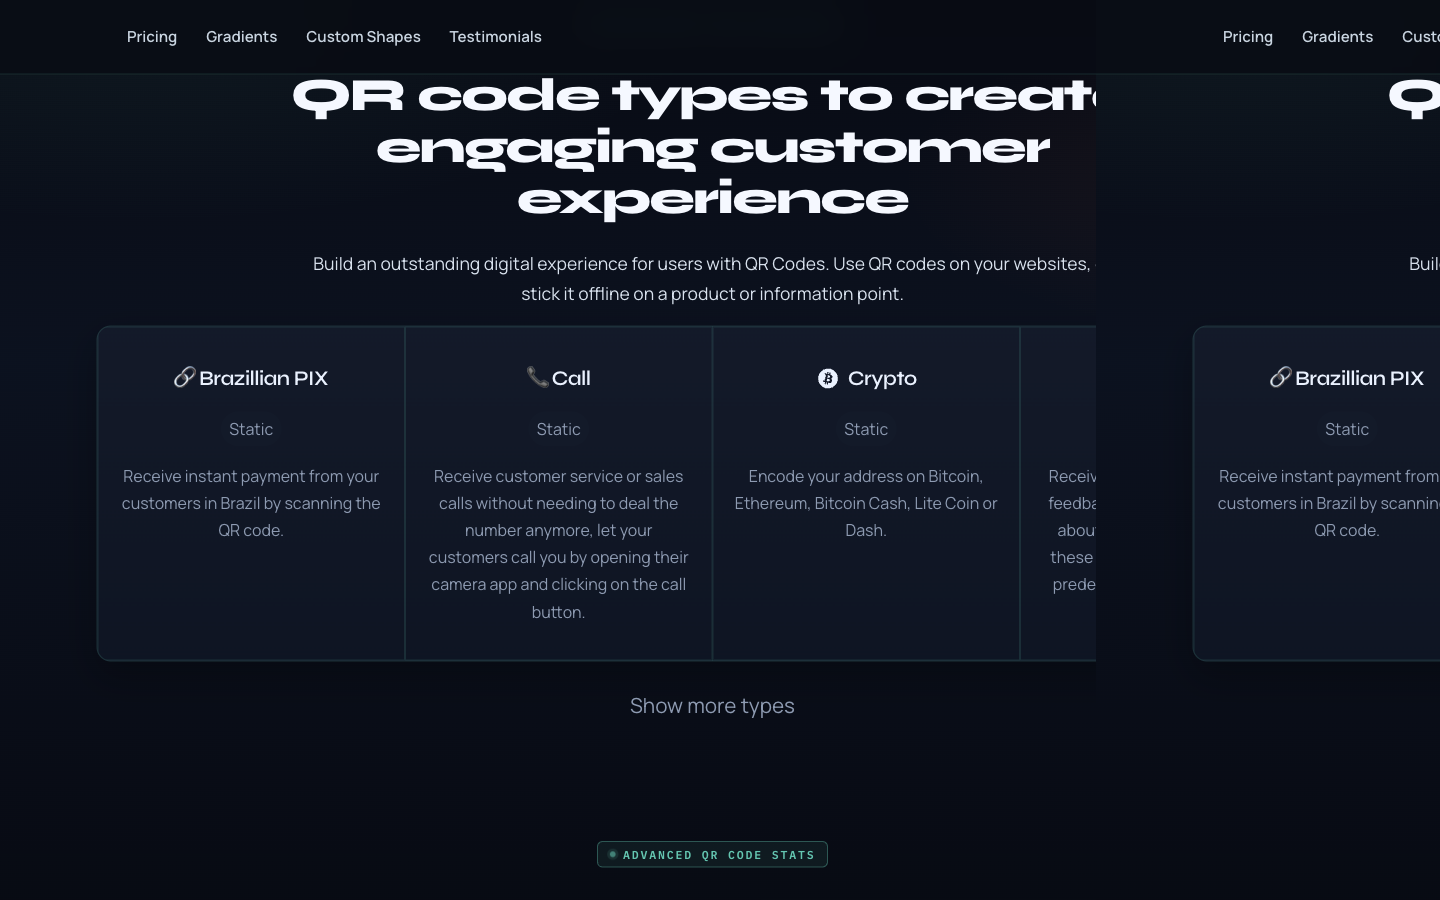 Pricing Gradients Custom Shapes Testimonials
QR code types to create
engaging customer
experience
Build an outstanding digital experience for users with QR Codes. Use QR codes on your websites,
stick it offline on a product or information point.
Brazillian PIX
Static
Receive instant payment from your
customers in Brazil by scanning the
QR code.
Call
Static
Receive customer service or sales
calls without needing to deal the
number anymore, let your
customers call you by opening their
camera app and clicking on the call
button.
Crypto
Static
Encode your address on Bitcoin,
Ethereum, Bitcoin Cash, Lite Coin or
Dash.
these
Show more types
ADVANCED QR CODE STATS
Pricing Gradients
Brazillian PIX
Static
Receive instant payment from
customers in Brazil by
QR code.